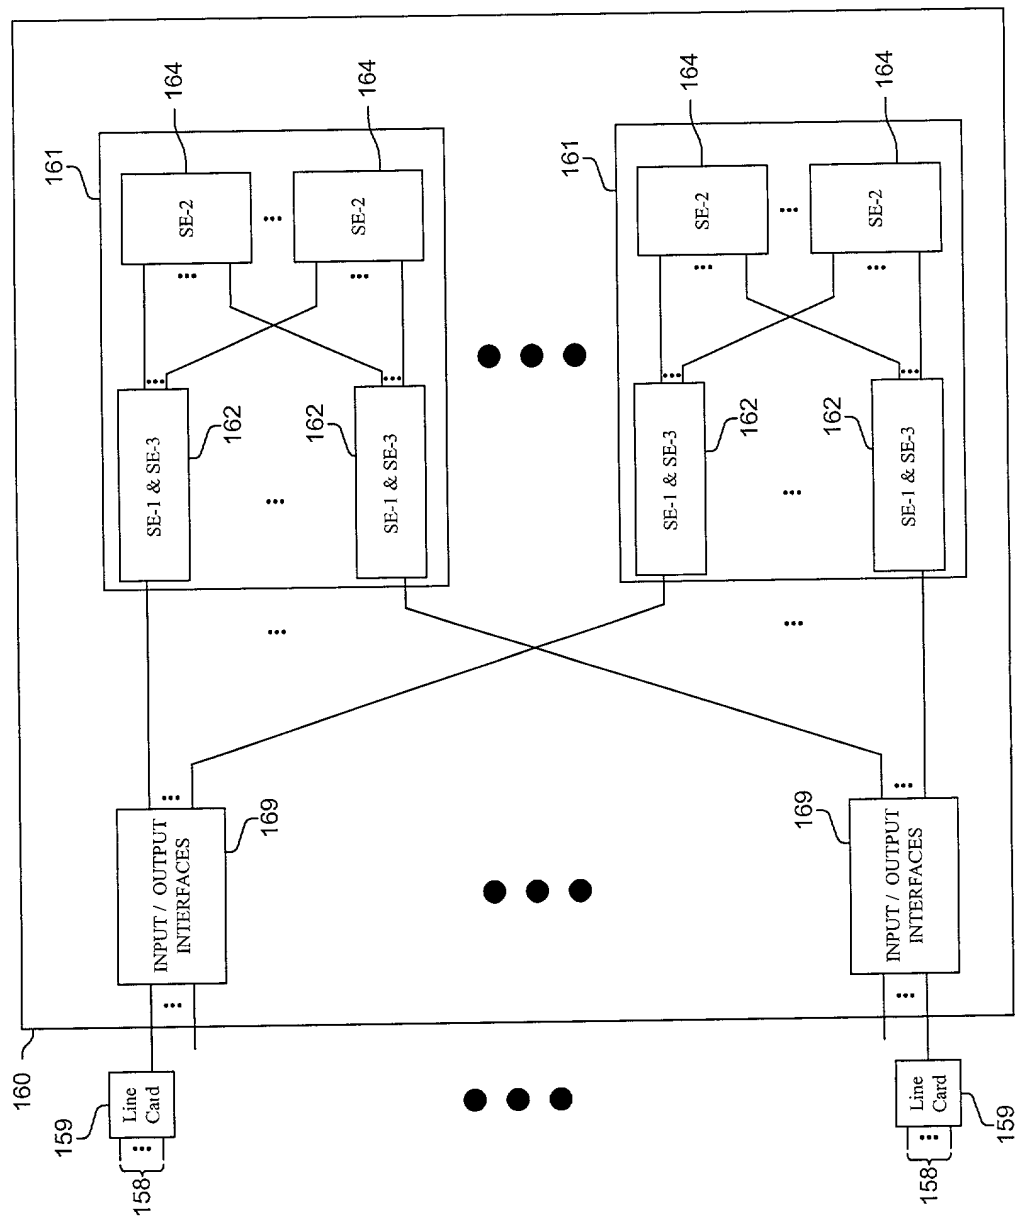 160
158
159
Line
Card
INPUT / OUTPUT
INTERFACES
169
SE-1 & SE-3
162
161
SE-2
164
SE-2
164
162
SE-1 & SE-3
SE-1 & SE-3
162
161
SE-2
164
SE-2
164
162
SE-1 & SE-3
169
INPUT / OUTPUT
INTERFACES
Line
Card
159
158